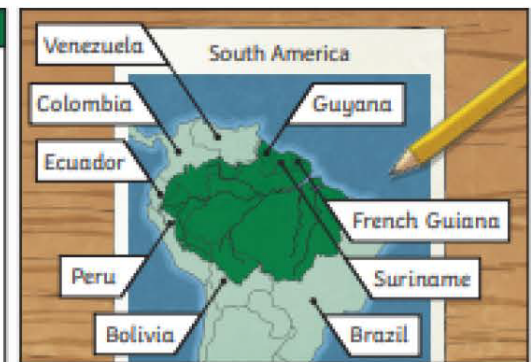 South America
Venezuela
Colombia
Ecuador
Peru
Bolivia
Guyana
French Guiana
Suriname
Brazil